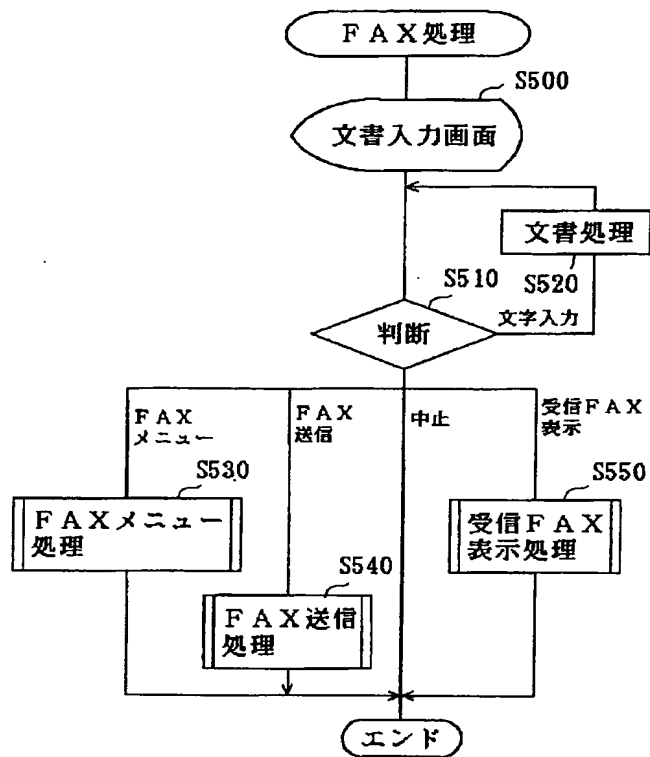 ＦＡＸ処理
S500
文書入力画面
文書処理
S520
S510
判断
文字入力
ＦＡＸ
メニュー
ＦＡＸ
送信
中止
受信ＦＡＸ
表示
S530
ＦＡＸメニュー
処理
S540
ＦＡＸ送信
処理
S550
受信ＦＡＸ
表示処理
エンド